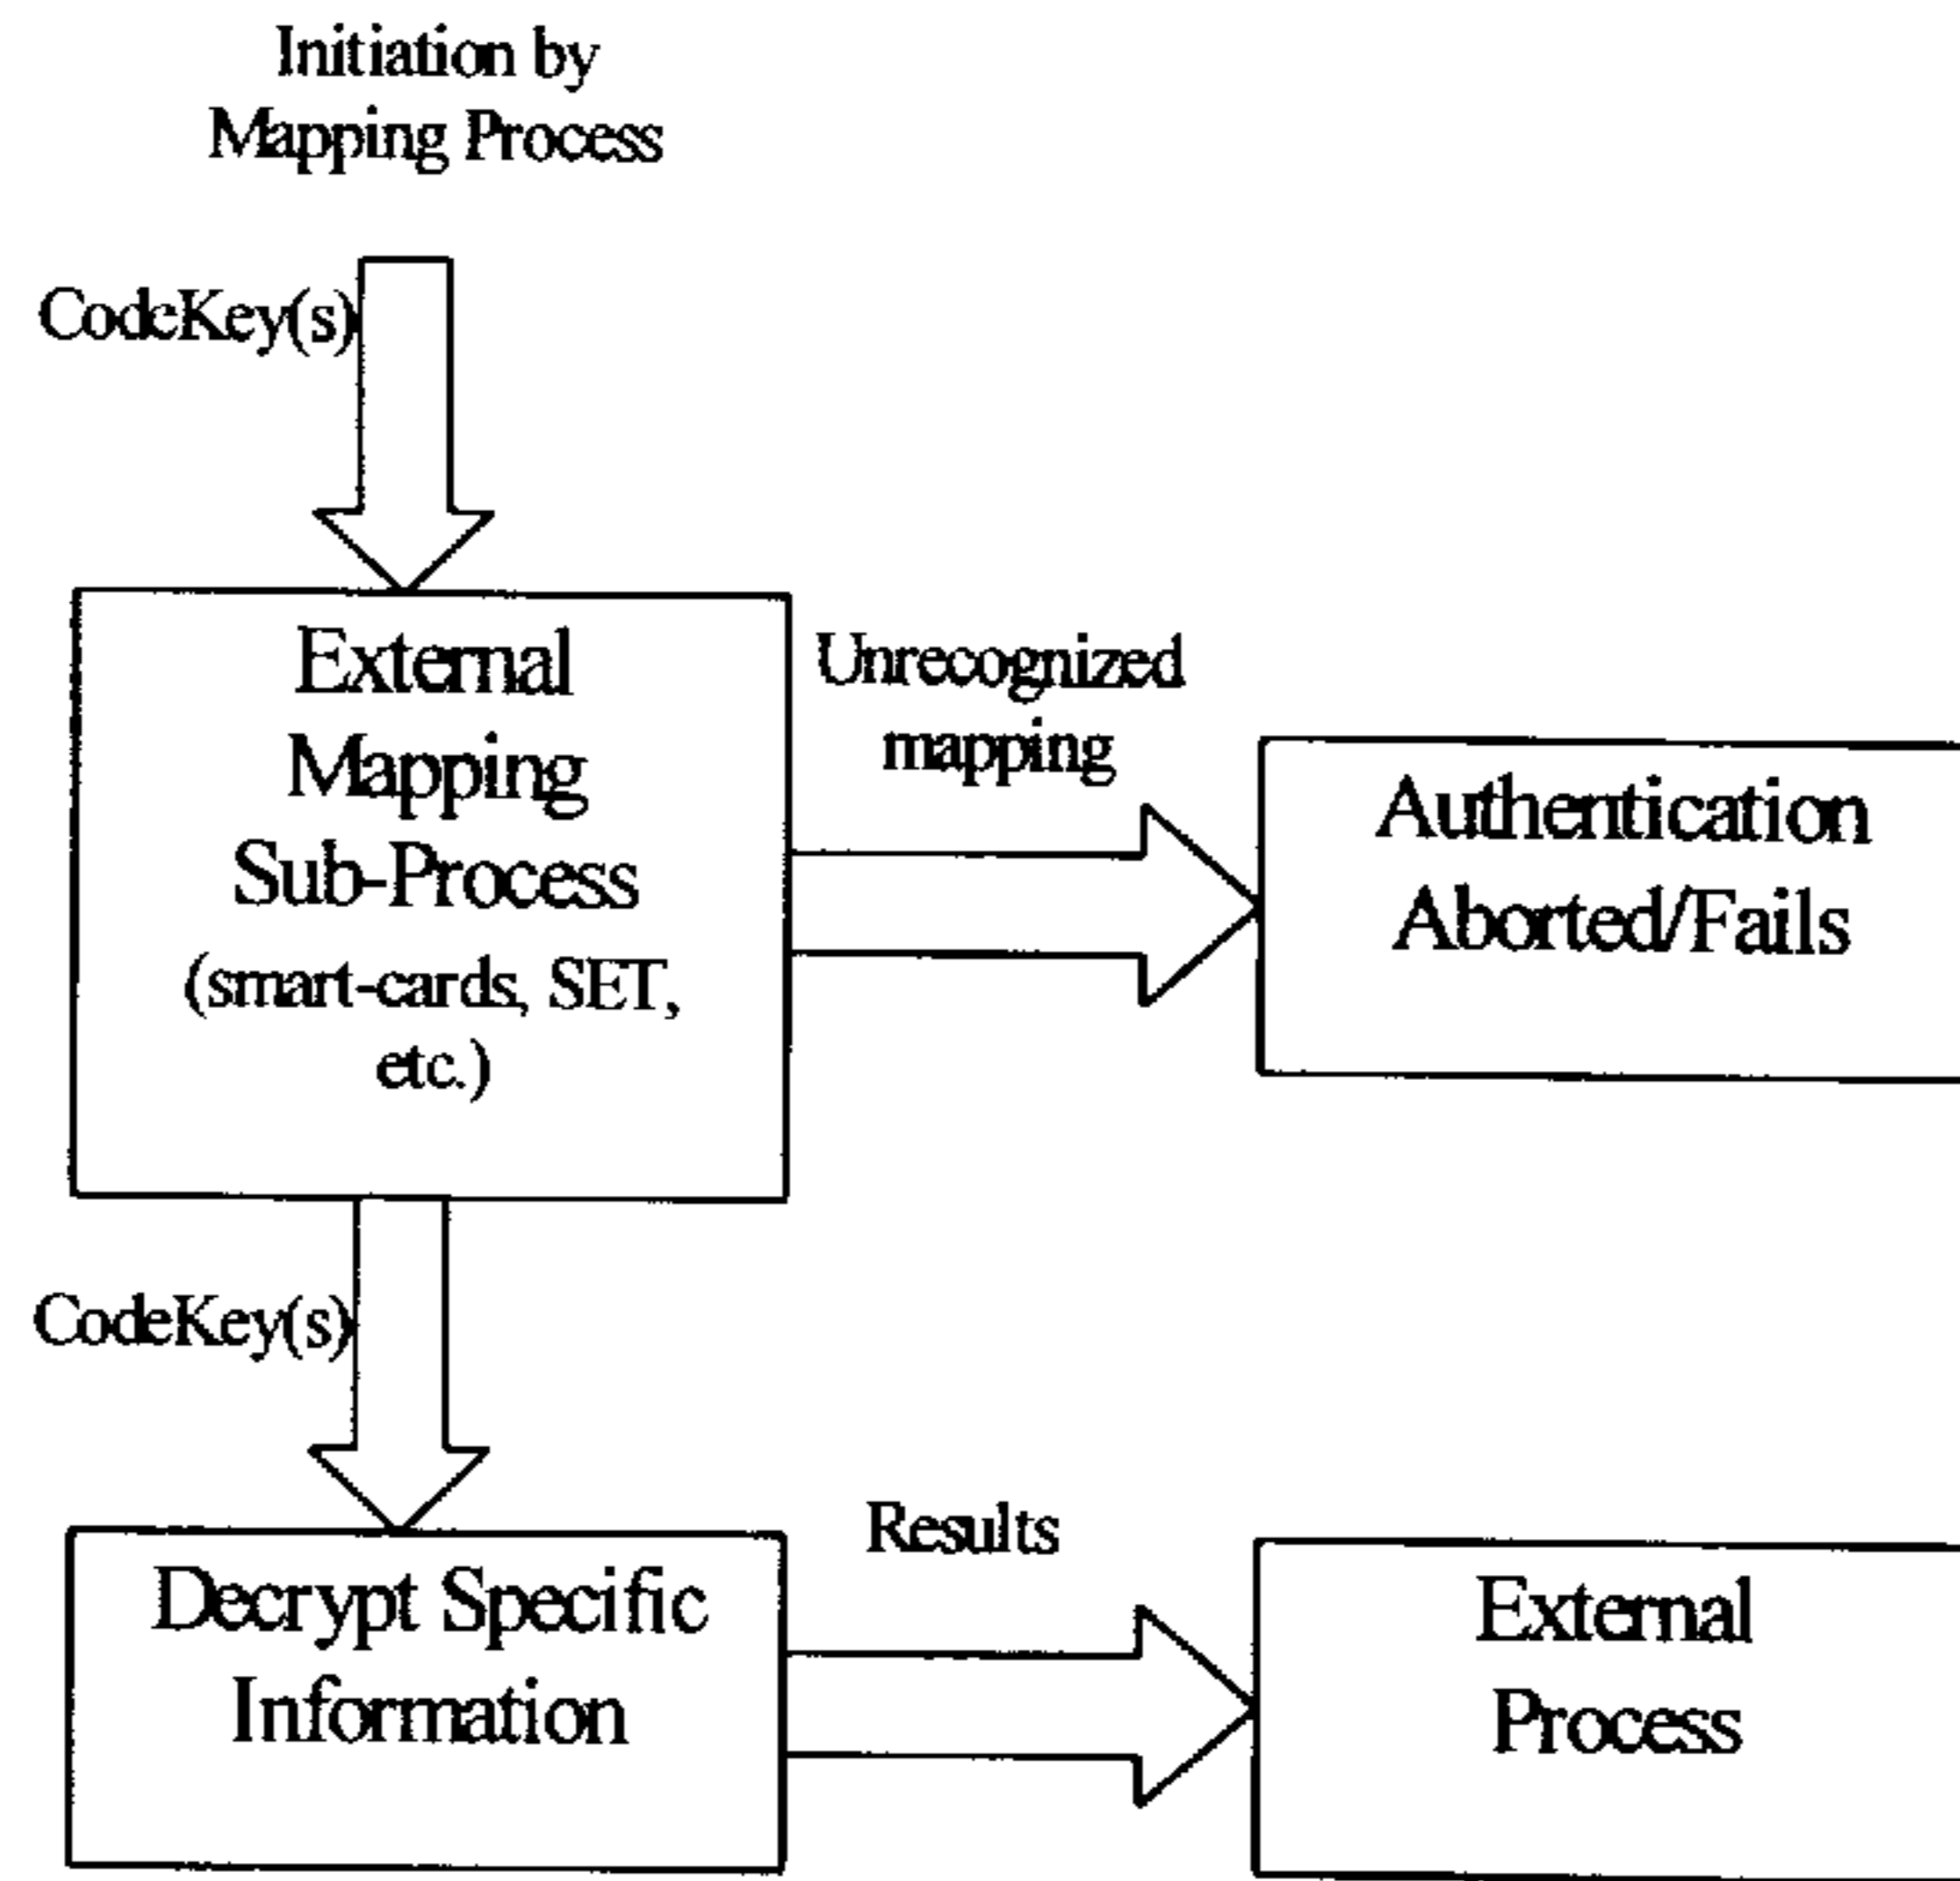 Initiation by
Mapping Process
CodeKey(s)
External
Mapping
Sub-Process
(smart-cards, SET,
etc.)
Unrecognized
mapping
Authentication
Aborted/Fails
CodeKey(s)
Decrypt Specific
Information
Results
External
Process